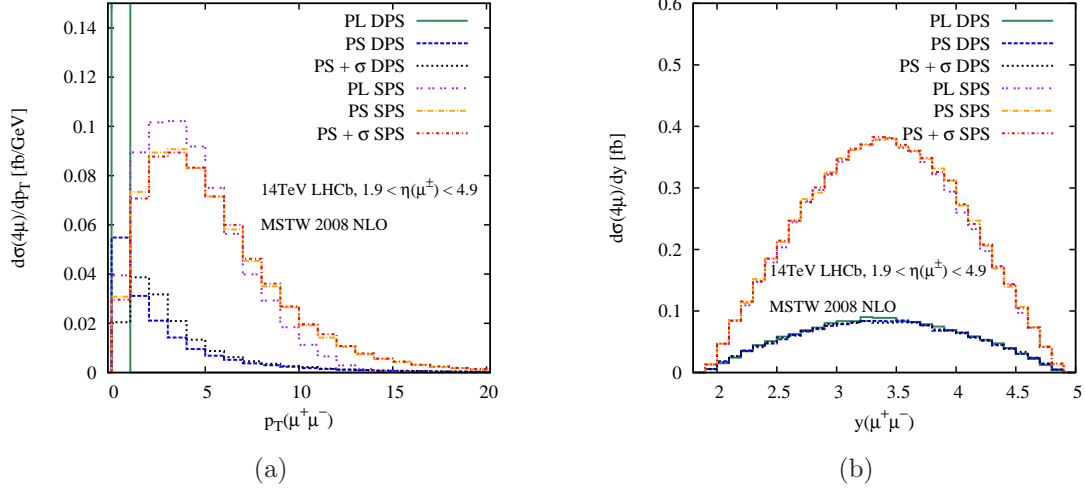 0.14
0.12
0.1
0.08
0.06
0.04
0.02
0
0 5 10 15 20
dσ(4μ)/dp_T [fb/GeV]
p_T(μ⁺μ⁻)
PL DPS
PS DPS
PS + σ DPS
PL SPS
PS SPS
PS + σ SPS
14TeV LHCb, 1.9 < η(μ^±) < 4.9
MSTW 2008 NLO
(a)
0.6
0.5
0.4
0.3
0.2
0.1
0
2 2.5 3 3.5 4 4.5 5
dσ(4μ)/dy [fb]
y(μ⁺μ⁻)
PL DPS
PS DPS
PS + σ DPS
PL SPS
PS SPS
PS + σ SPS
14TeV LHCb, 1.9 < η(μ^±) < 4.9
MSTW 2008 NLO
(b)